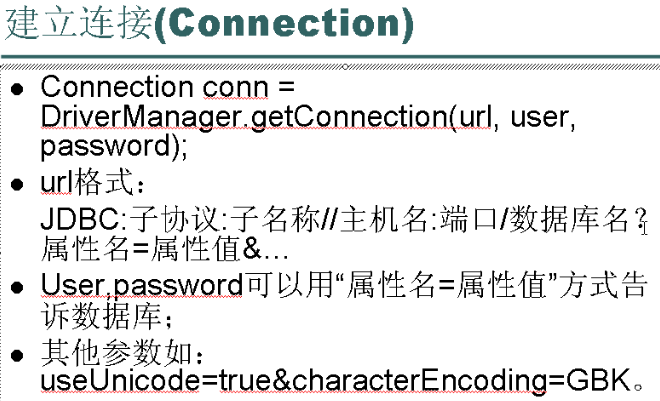 建立连接(Connection)
● Connection conn =
DriverManager.getConnection(url, user,
password);
● url格式：
JDBC:子协议:子名称//主机名:端口/数据库名？
属性名=属性值&...
● User,password可以用“属性名=属性值”方式告
诉数据库；
● 其他参数如：
useUnicode=true&characterEncoding=GBK。